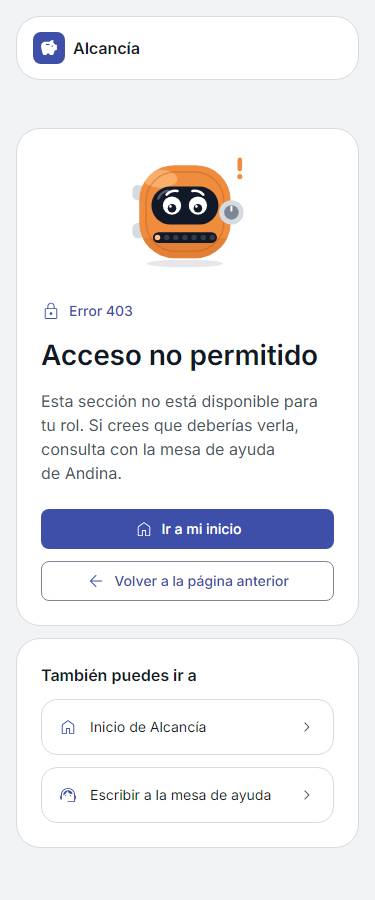 Alcancía
Error 403
Acceso no permitido
Esta sección no está disponible para
tu rol. Si crees que deberías verla,
consulta con la mesa de ayuda
de Andina.
Ir a mi inicio
Volver a la página anterior
También puedes ir a
Inicio de Alcancía
Escribir a la mesa de ayuda